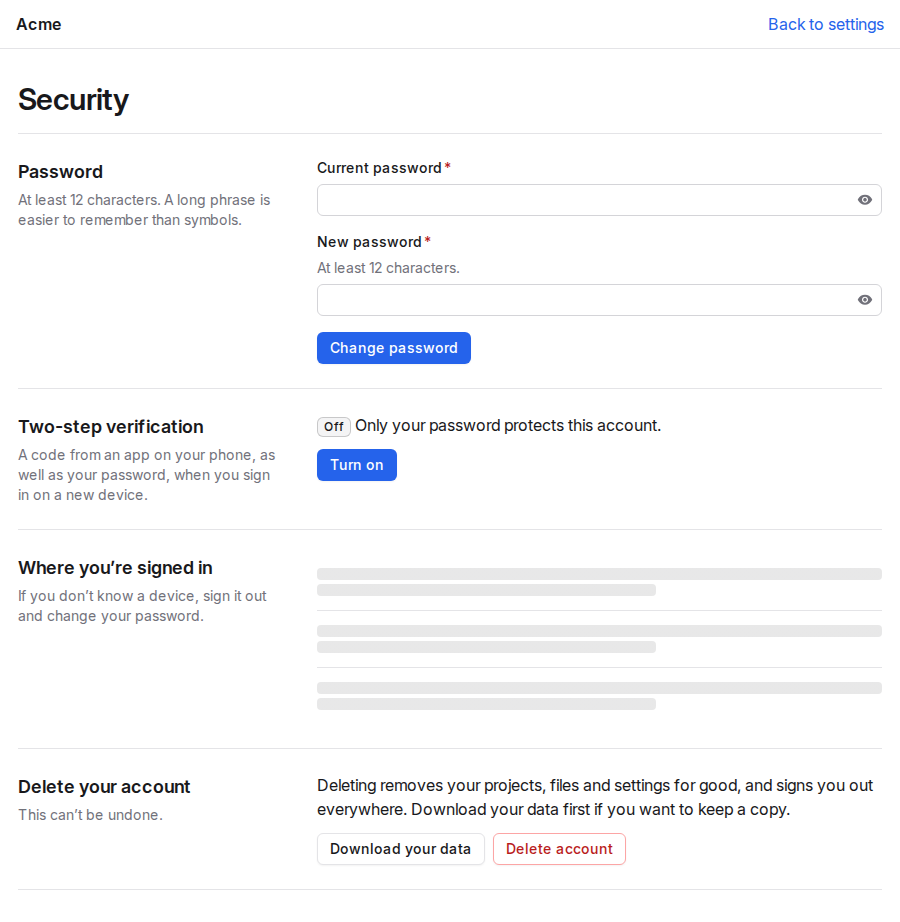 Acme
Back to settings
Security
Password
At least 12 characters. A long phrase is
easier to remember than symbols.
Current password *
New password *
At least 12 characters.
Change password
Two-step verification
A code from an app on your phone, as
well as your password, when you sign
in on a new device.
Off Only your password protects this account.
Turn on
Where you’re signed in
If you don’t know a device, sign it out
and change your password.
Delete your account
This can’t be undone.
Deleting removes your projects, files and settings for good, and signs you out
everywhere. Download your data first if you want to keep a copy.
Download your data
Delete account